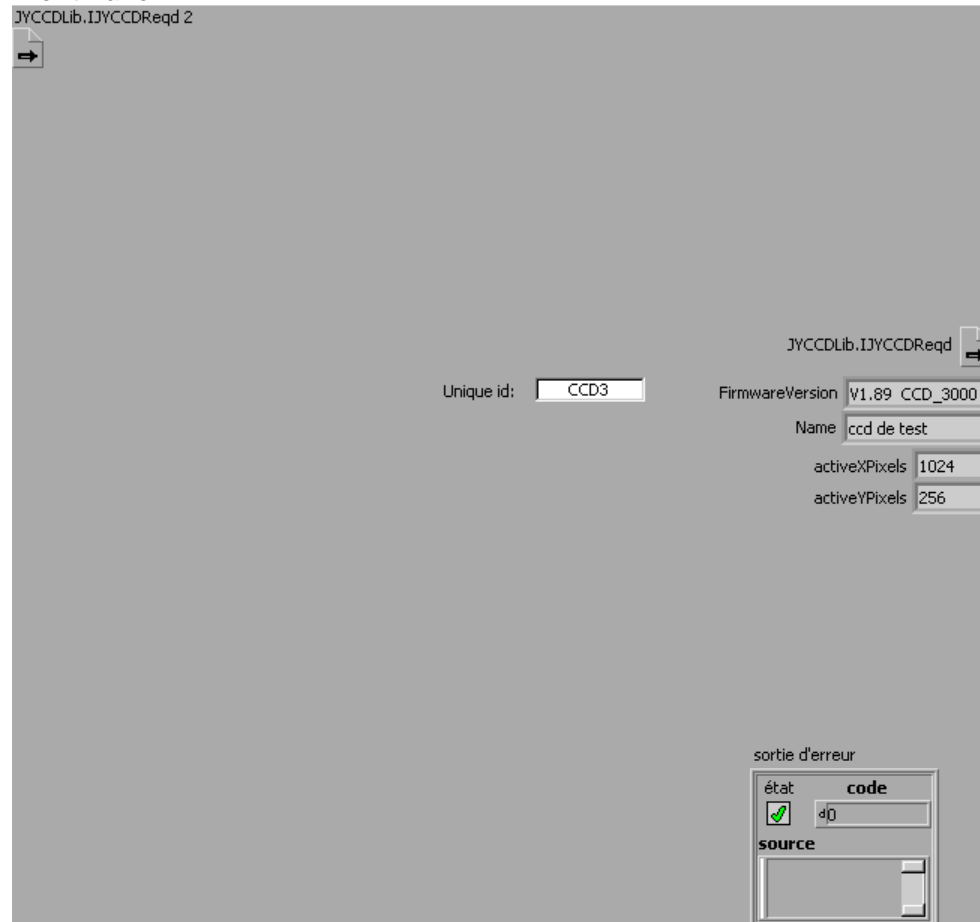 JYCCDLib.IJYCCDReqd 2
JYCCDLib.IJYCCDReqd
Unique id: CCD3
FirmwareVersion V1.89 CCD_3000
Name ccd de test
activeXPixels 1024
activeYPixels 256
sortie d'erreur
état code
d0
source